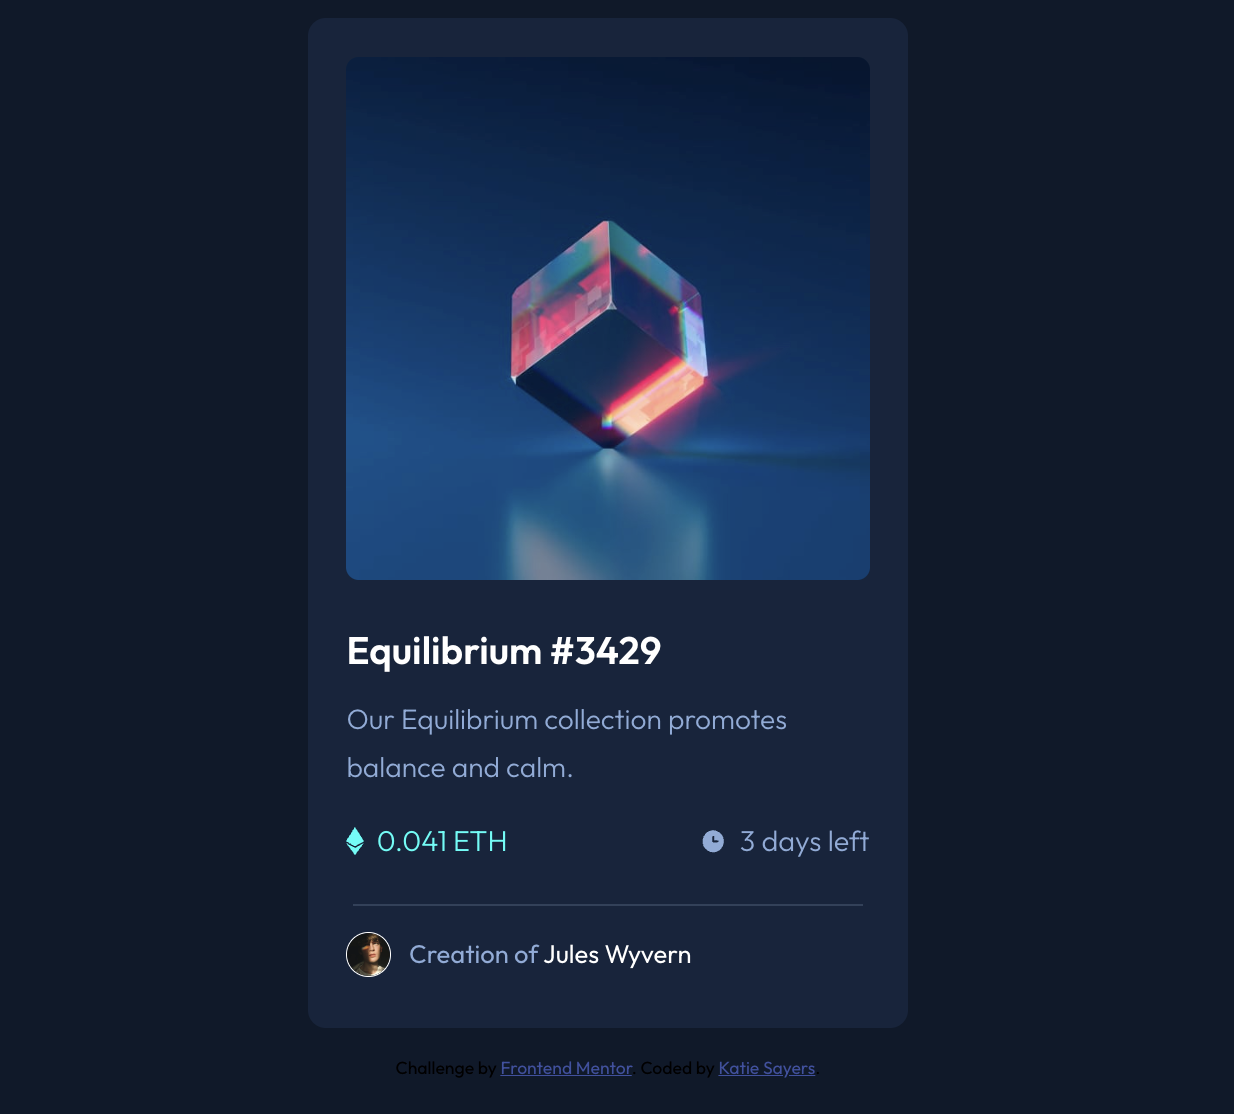 Equilibrium #3429
Our Equilibrium collection promotes
balance and calm.
0.041 ETH
3 days left
Creation of Jules Wyvern
Challenge by Frontend Mentor. Coded by Katie Sayers.